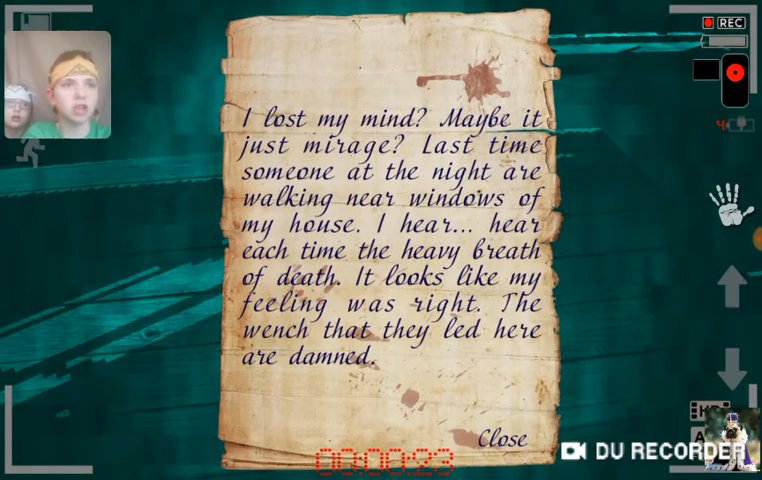 REC
I lost my mind? Maybe it
just mirage? Last time
someone at the night are
walking near windows of
my house. I hear... hear
each time the heavy breath
of death. It looks like my
feeling was right. The
wench that they led here
are damned.
Close
00:00:23
DU RECORDER